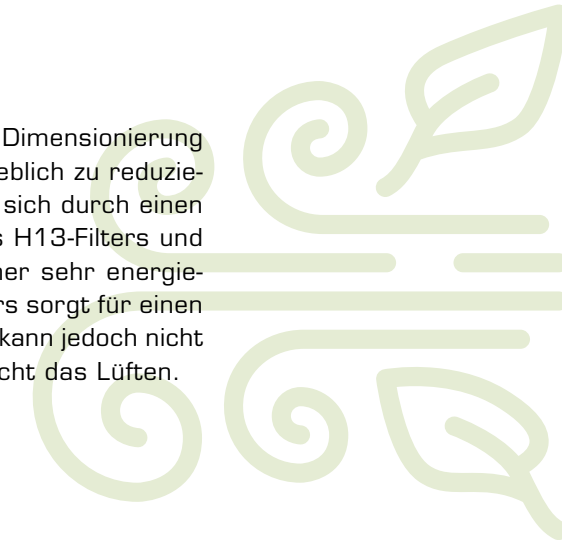 Dimensionierung
eblich zu reduzie-
sich durch einen
s H13-Filters und
ner sehr energie-
rs sorgt für einen
kann jedoch nicht
cht das Lüften.